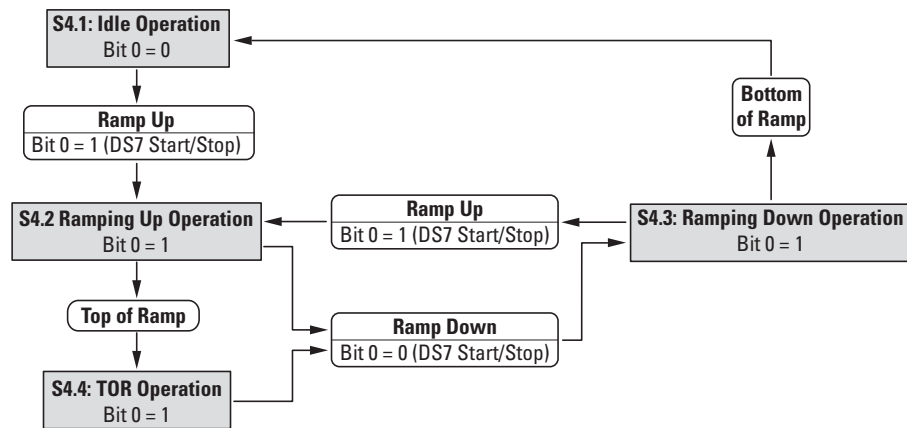 S4.1: Idle Operation
Bit 0 = 0
Ramp Up
Bit 0 = 1 (DS7 Start/Stop)
Bottom
of Ramp
S4.2 Ramping Up Operation
Bit 0 = 1
Ramp Up
Bit 0 = 1 (DS7 Start/Stop)
S4.3: Ramping Down Operation
Bit 0 = 1
Top of Ramp
Ramp Down
Bit 0 = 0 (DS7 Start/Stop)
S4.4: TOR Operation
Bit 0 = 1